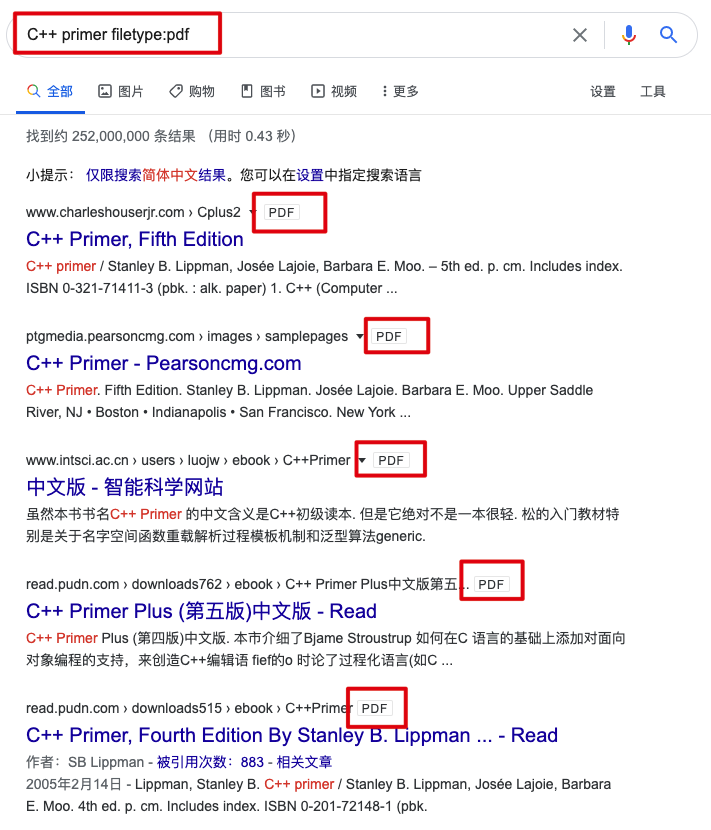 C++ primer filetype:pdf
全部 图片 购物 图书 视频 更多 设置 工具
找到约 252,000,000 条结果 （用时 0.43 秒）
小提示： 仅限搜索简体中文结果。您可以在设置中指定搜索语言
www.charleshouserjr.com › Cplus2 PDF
C++ Primer, Fifth Edition
C++ primer / Stanley B. Lippman, Josée Lajoie, Barbara E. Moo. – 5th ed. p. cm. Includes index.
ISBN 0-321-71411-3 (pbk. : alk. paper) 1. C++ (Computer ...
ptgmedia.pearsoncmg.com › images › samplepages PDF
C++ Primer - Pearsoncmg.com
C++ Primer. Fifth Edition. Stanley B. Lippman. Josée Lajoie. Barbara E. Moo. Upper Saddle
River, NJ • Boston • Indianapolis • San Francisco. New York ...
www.intsci.ac.cn › users › luojw › ebook › C++Primer PDF
中文版 - 智能科学网站
虽然本书书名C++ Primer 的中文含义是C++初级读本. 但是它绝对不是一本很轻. 松的入门教材特
别是关于名字空间函数重载解析过程模板机制和泛型算法generic.
read.pudn.com › downloads762 › ebook › C++ Primer Plus中文版第五... PDF
C++ Primer Plus (第五版)中文版 - Read
C++ Primer Plus (第四版)中文版. 本市介绍了Bjame Stroustrup 如何在C 语言的基础上添加对面向
对象编程的支持，来创造C++编辑语 fief的o 时论了过程化语言(如C ...
read.pudn.com › downloads515 › ebook › C++Primer PDF
C++ Primer, Fourth Edition By Stanley B. Lippman ... - Read
作者：SB Lippman - 被引用次数：883 - 相关文章
2005年2月14日 - Lippman, Stanley B. C++ primer / Stanley B. Lippman, Josée Lajoie, Barbara
E. Moo. 4th ed. p. cm. Includes index. ISBN 0-201-72148-1 (pbk.